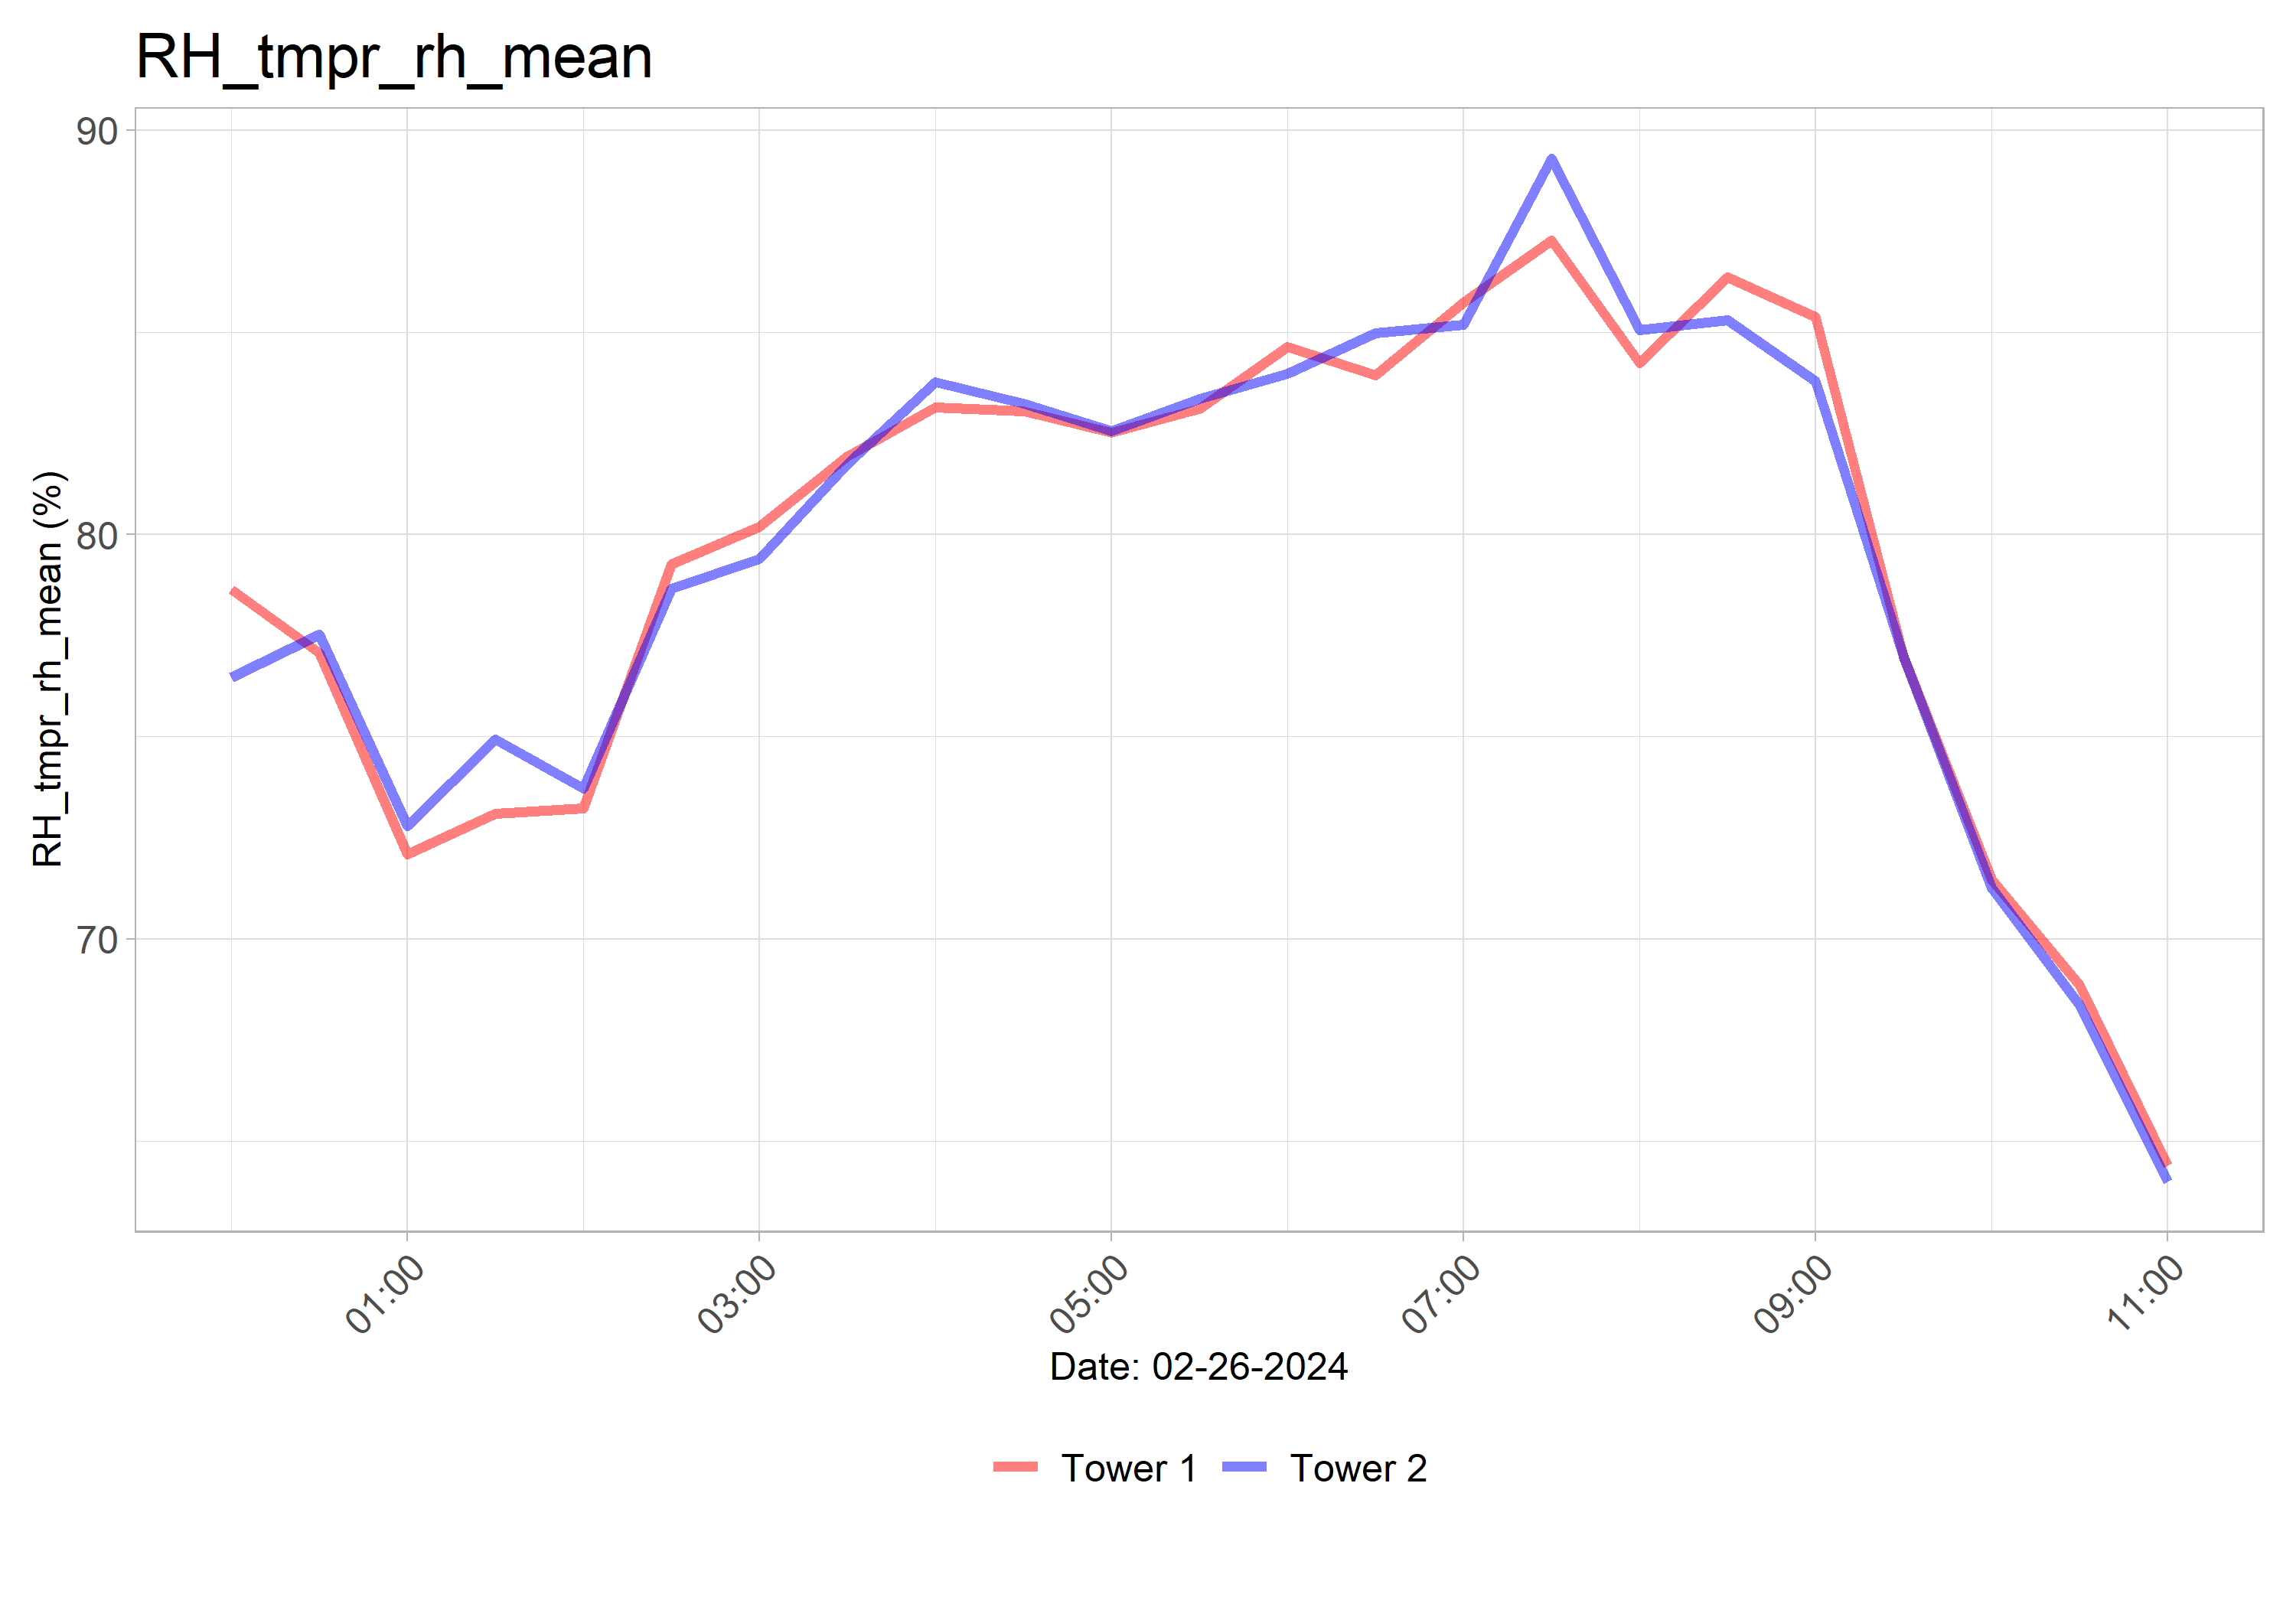 RH_tmpr_rh_mean
RH_tmpr_rh_mean (%)
90
80
70
01:00
03:00
05:00
07:00
09:00
11:00
Date: 02-26-2024
Tower 1
Tower 2